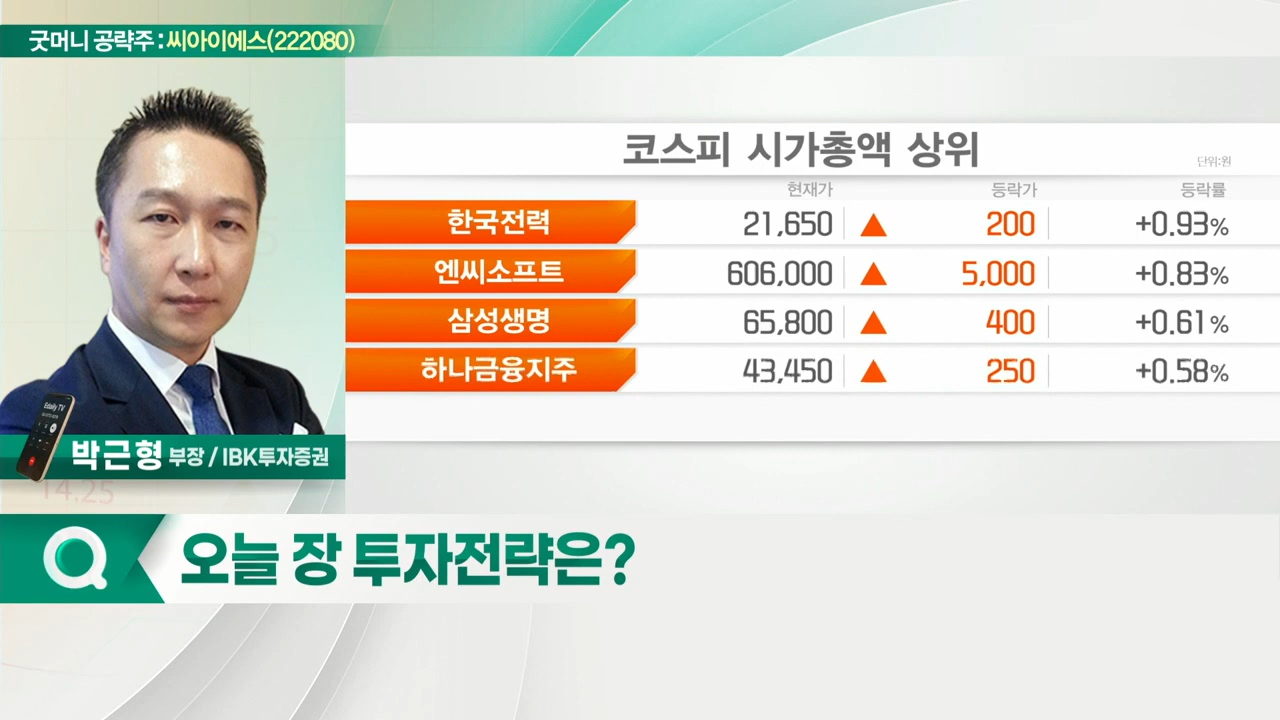 굿머니 공략주 : 씨아이에스(222080)
코스피 시가총액 상위
단위:원
현재가 등락가 등락률
한국전력 21,650 ▲ 200 +0.93%
엔씨소프트 606,000 ▲ 5,000 +0.83%
삼성생명 65,800 ▲ 400 +0.61%
하나금융지주 43,450 ▲ 250 +0.58%
Edaily TV
박근형 부장 / IBK투자증권
14.25
오늘 장 투자전략은?